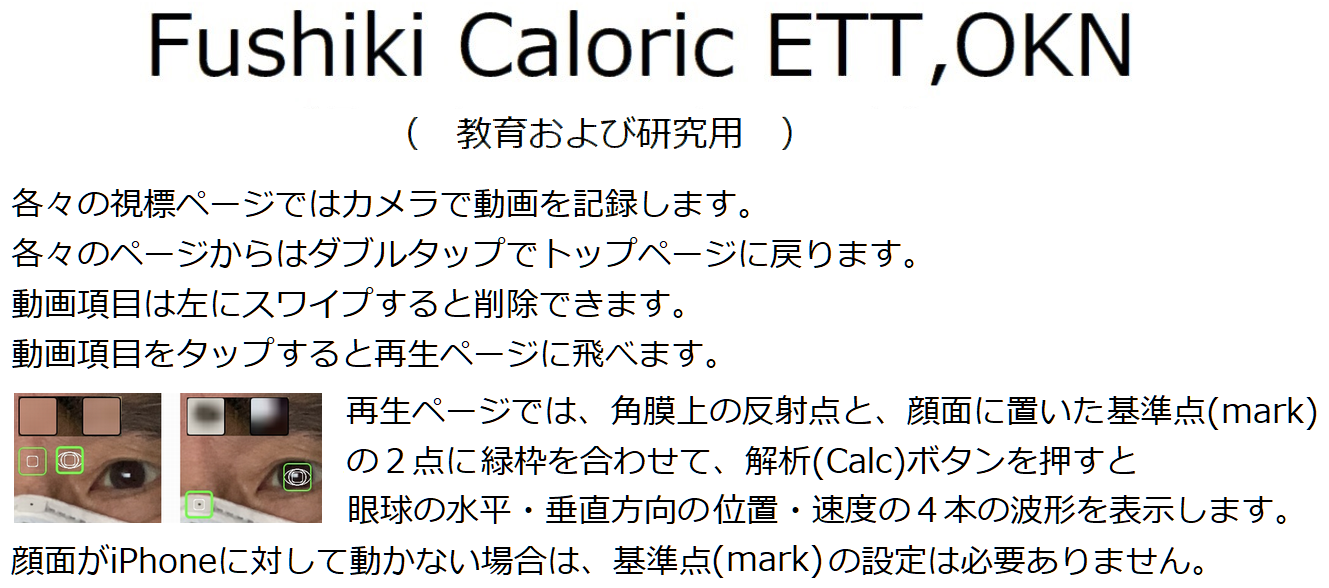 Fushiki Caloric ETT,OKN
(　教育および研究用　)
各々の視標ページではカメラで動画を記録します。
各々のページからはダブルタップでトップページに戻ります。
動画項目は左にスワイプすると削除できます。
動画項目をタップすると再生ページに飛べます。
再生ページでは、角膜上の反射点と、顔面に置いた基準点(mark)
の２点に緑枠を合わせて、解析(Calc)ボタンを押すと
眼球の水平・垂直方向の位置・速度の４本の波形を表示します。
顔面がiPhoneに対して動かない場合は、基準点(mark)の設定は必要ありません。